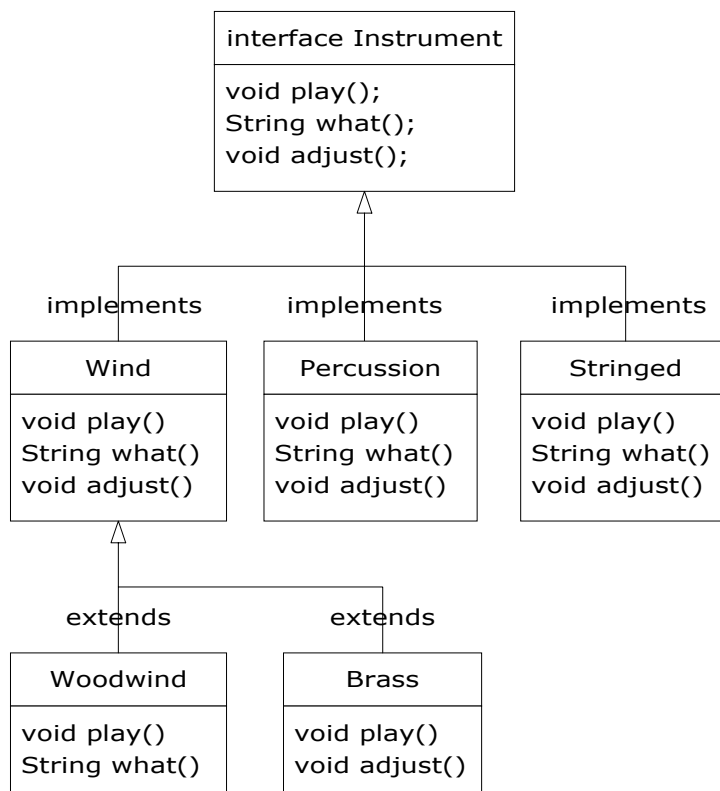 interface Instrument
void play();
String what();
void adjust();
implements
implements
implements
Wind
void play()
String what()
void adjust()
Percussion
void play()
String what()
void adjust()
Stringed
void play()
String what()
void adjust()
extends
extends
Woodwind
void play()
String what()
Brass
void play()
void adjust()